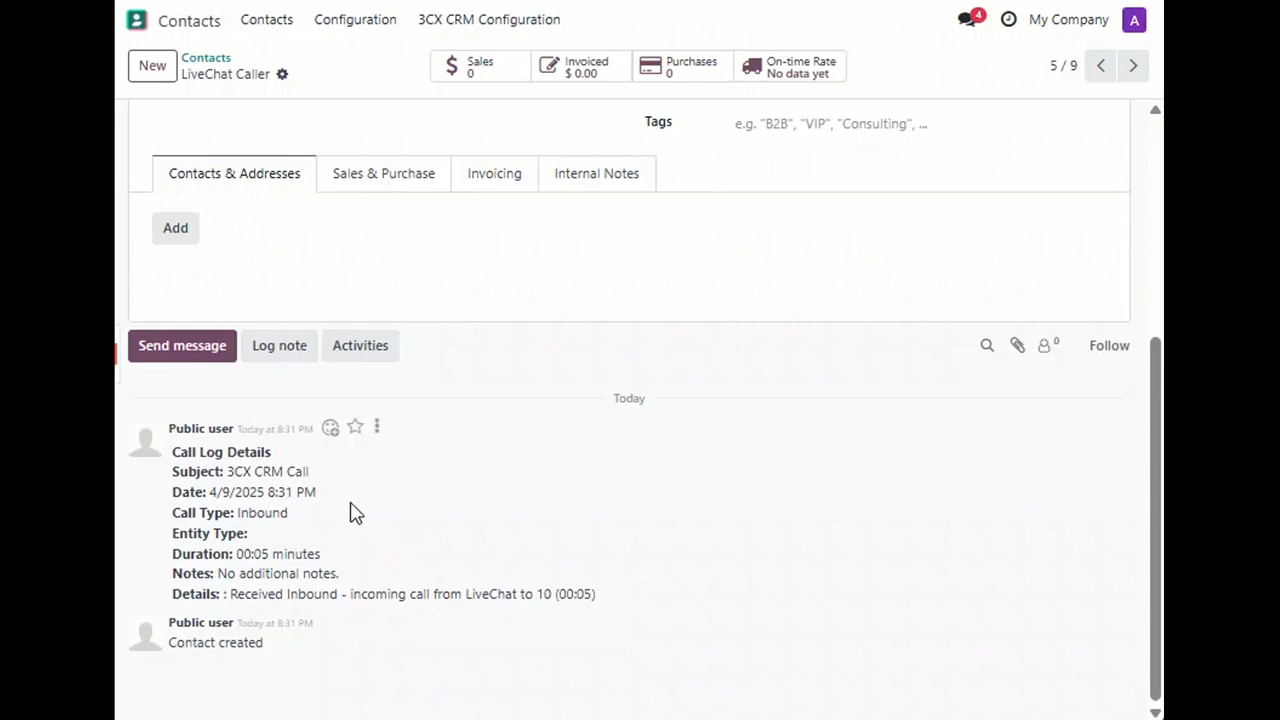 Contacts Contacts Configuration 3CX CRM Configuration 4 My Company A
New Contacts LiveChat Caller
Sales 0
Invoiced $ 0.00
Purchases 0
On-time Rate No data yet
5 / 9
Tags e.g. "B2B", "VIP", "Consulting", ...
Contacts & Addresses Sales & Purchase Invoicing Internal Notes
Add
Send message Log note Activities 0 Follow
Today
Public user Today at 8:31 PM
Call Log Details
Subject: 3CX CRM Call
Date: 4/9/2025 8:31 PM
Call Type: Inbound
Entity Type:
Duration: 00:05 minutes
Notes: No additional notes.
Details: : Received Inbound - incoming call from LiveChat to 10 (00:05)
Public user Today at 8:31 PM
Contact created